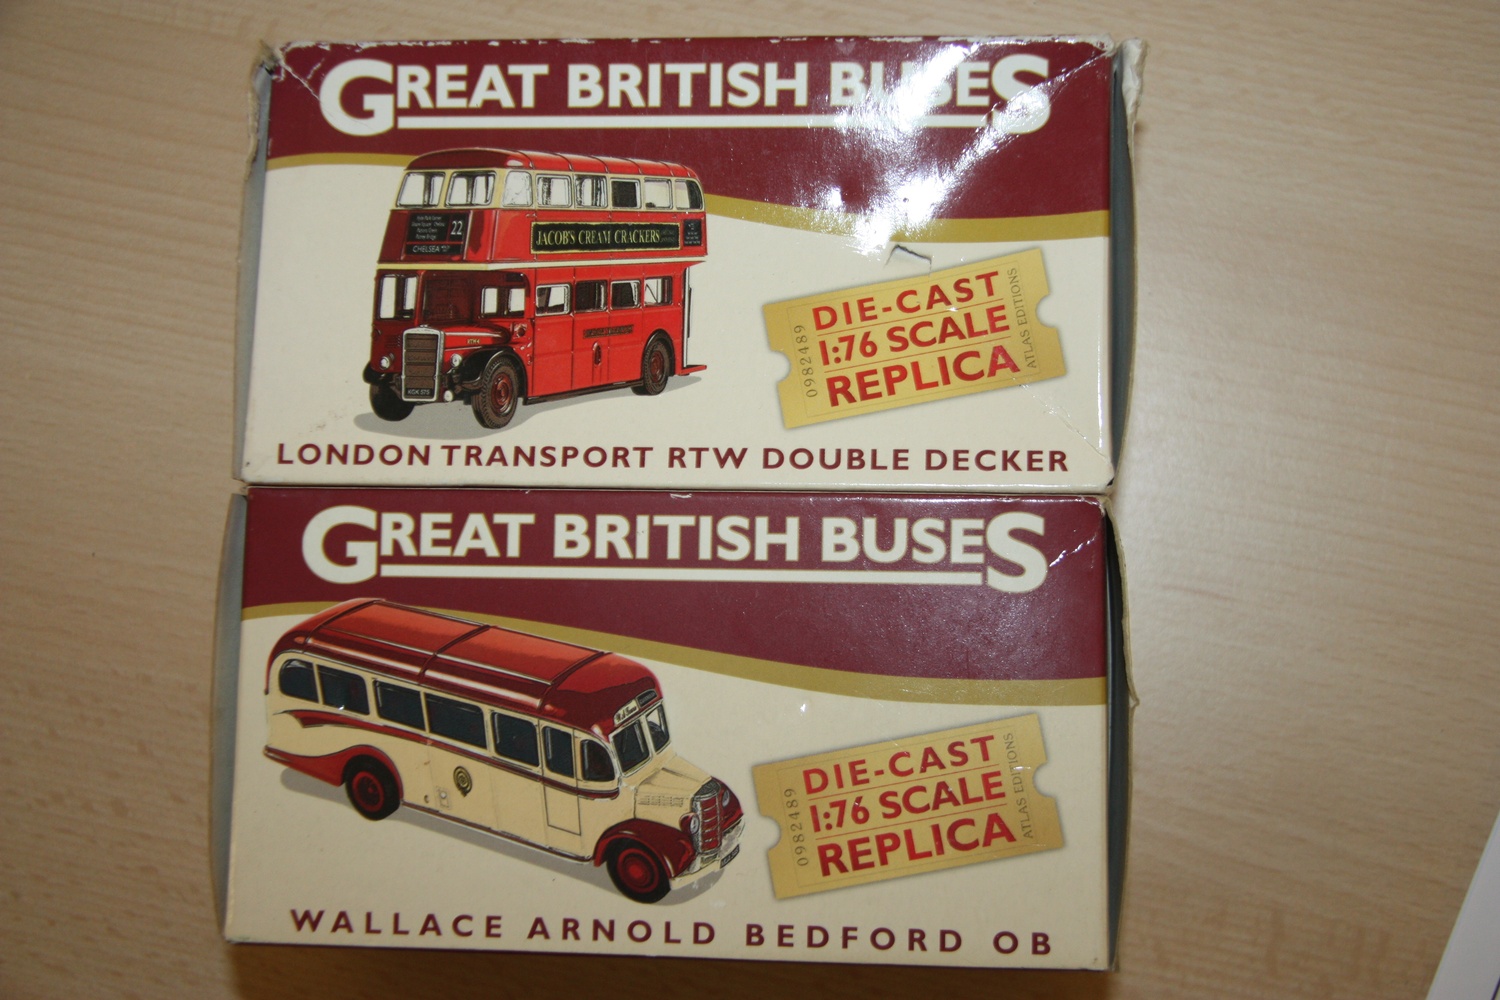 GREAT BRITISH BUSES
22
CHELSEA
JACOB'S CREAM CRACKERS
DIE-CAST
1:76 SCALE
REPLICA
0982489
ATLAS EDITIONS
LONDON TRANSPORT RTW DOUBLE DECKER
GREAT BRITISH BUSES
DIE-CAST
1:76 SCALE
REPLICA
0982489
ATLAS EDITIONS
WALLACE ARNOLD BEDFORD OB